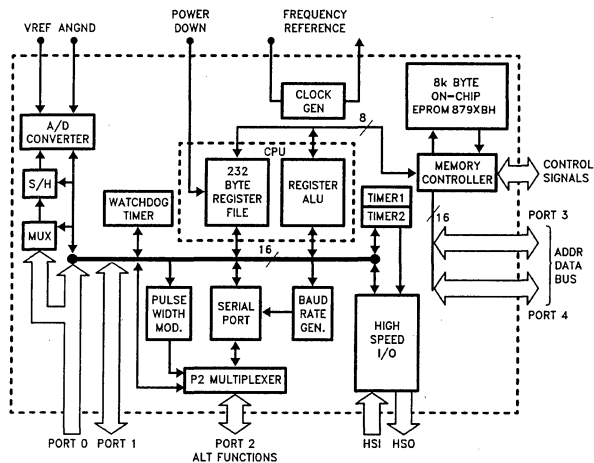 VREF ANGND
POWER
DOWN
FREQUENCY
REFERENCE
CLOCK
GEN
8k BYTE
ON-CHIP
EPROM 879XBH
A/D
CONVERTER
8
CPU
S/H
232
BYTE
REGISTER
FILE
REGISTER
ALU
MEMORY
CONTROLLER
CONTROL
SIGNALS
WATCHDOG
TIMER
TIMER1
TIMER2
MUX
16
16
PORT 3
ADDR
DATA
BUS
PORT 4
PULSE
WIDTH
MOD.
SERIAL
PORT
BAUD
RATE
GEN.
HIGH
SPEED
I/O
P2 MULTIPLEXER
PORT 0
PORT 1
PORT 2
ALT FUNCTIONS
HSI
HSO